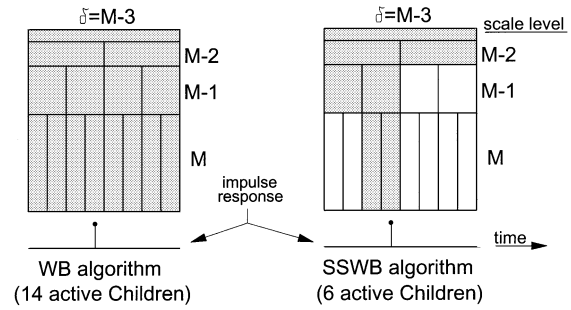 δ=M-3
δ=M-3
scale level
M-2
M-2
M-1
M-1
M
M
impulse
response
time
WB algorithm
(14 active Children)
SSWB algorithm
(6 active Children)